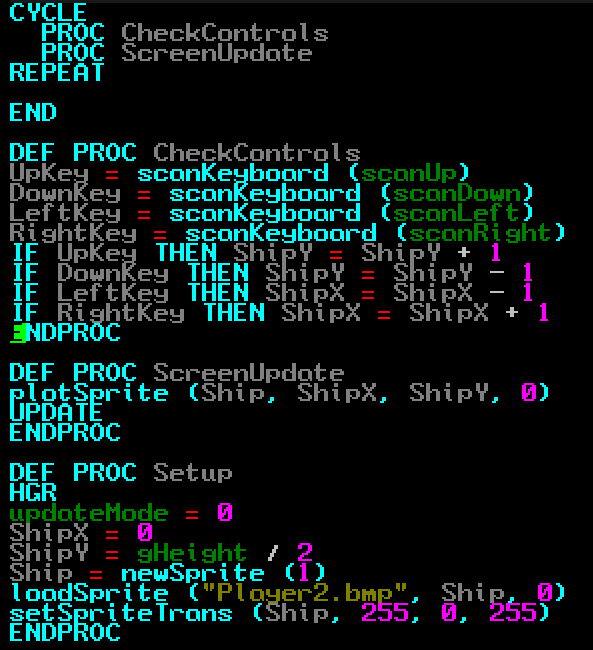 CYCLE
  PROC CheckControls
  PROC ScreenUpdate
REPEAT

END

DEF PROC CheckControls
UpKey = scanKeyboard (scanUp)
DownKey = scanKeyboard (scanDown)
LeftKey = scanKeyboard (scanLeft)
RightKey = scanKeyboard (scanRight)
IF UpKey THEN ShipY = ShipY + 1
IF DownKey THEN ShipY = ShipY - 1
IF LeftKey THEN ShipX = ShipX - 1
IF RightKey THEN ShipX = ShipX + 1
ENDPROC

DEF PROC ScreenUpdate
plotSprite (Ship, ShipX, ShipY, 0)
UPDATE
ENDPROC

DEF PROC Setup
HGR
updateMode = 0
ShipX = 0
ShipY = gHeight / 2
Ship = newSprite (1)
loadSprite ("Player2.bmp", Ship, 0)
setSpriteTrans (Ship, 255, 0, 255)
ENDPROC